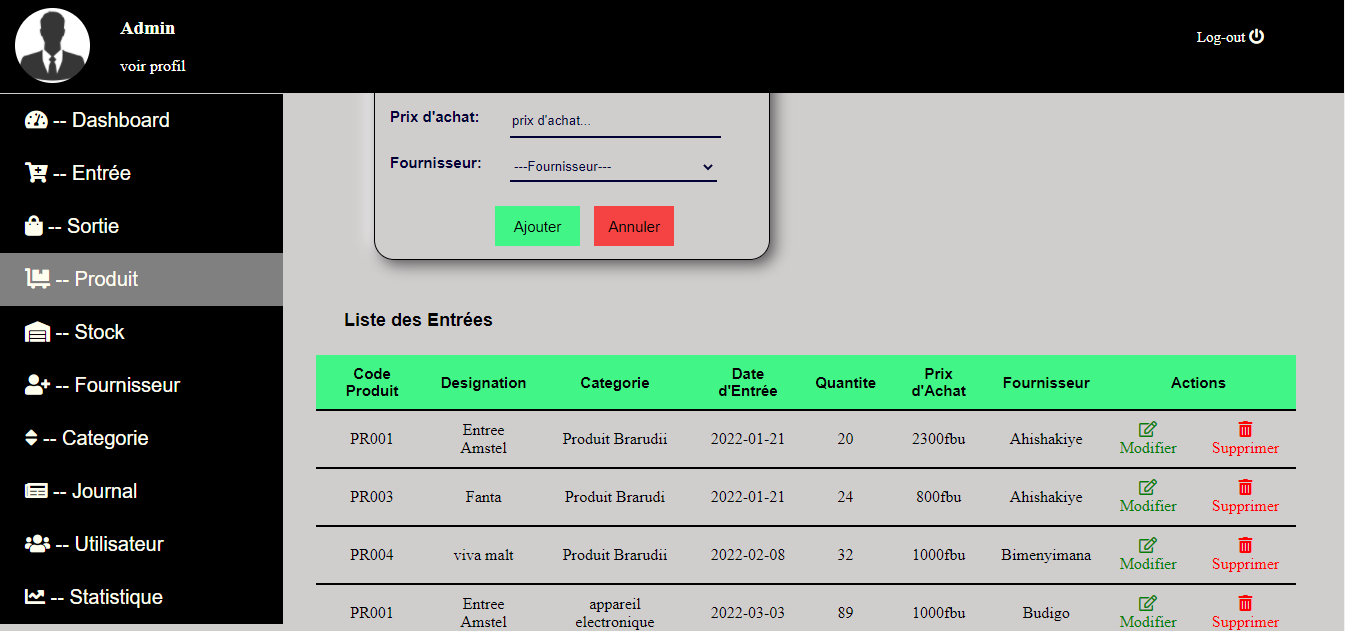 Admin
voir profil
Log-out
-- Dashboard
-- Entrée
-- Sortie
-- Produit
-- Stock
-- Fournisseur
-- Categorie
-- Journal
-- Utilisateur
-- Statistique
Prix d'achat: prix d'achat...
Fournisseur: ---Fournisseur---
Ajouter Annuler
Liste des Entrées
Code Produit Designation Categorie Date d'Entrée Quantite Prix d'Achat Fournisseur Actions
PR001 Entree Amstel Produit Brarudii 2022-01-21 20 2300fbu Ahishakiye Modifier Supprimer
PR003 Fanta Produit Brarudi 2022-01-21 24 800fbu Ahishakiye Modifier Supprimer
PR004 viva malt Produit Brarudii 2022-02-08 32 1000fbu Bimenyimana Modifier Supprimer
PR001 Entree Amstel appareil electronique 2022-03-03 89 1000fbu Budigo Modifier Supprimer